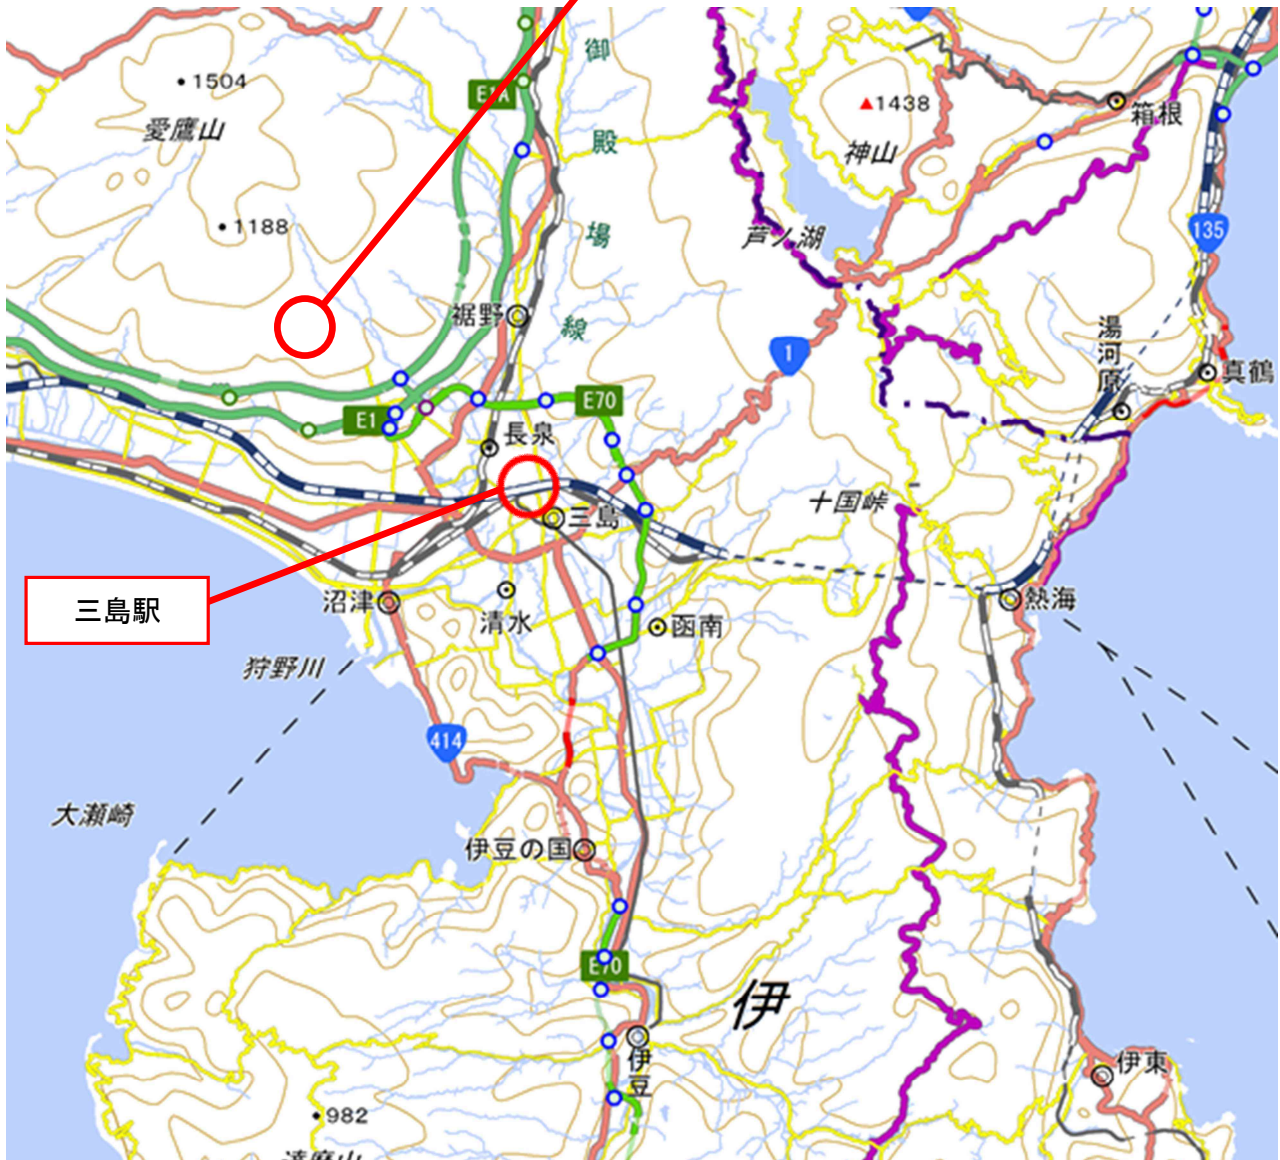 御殿場線
1504
愛鷹山
E1A
1438
神山
箱根
1188
芦ノ湖
135
裾野
1
湯河原
真鶴
E70
E1
長泉
三島
十国峠
三島駅
沼津
清水
函南
熱海
狩野川
414
大瀬崎
伊豆の国
E70
伊
伊豆
伊東
982
達磨山